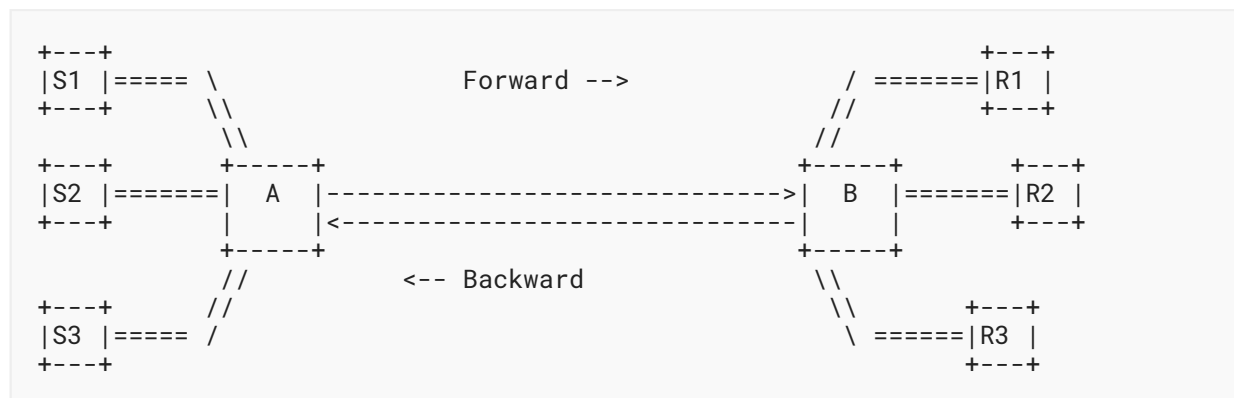 +---+                                                          +---+
|S1 |===== \                Forward -->              / =======|R1 |
+---+      \\                                       //        +---+
            \\                                     //
+---+       +-----+                               +-----+       +---+
|S2 |=======|  A  |------------------------------>|  B  |=======|R2 |
+---+       |     |<------------------------------|     |       +---+
            +-----+                               +-----+
            //          <-- Backward               \\
+---+      //                                       \\       +---+
|S3 |===== /                                         \ ======|R3 |
+---+                                                        +---+